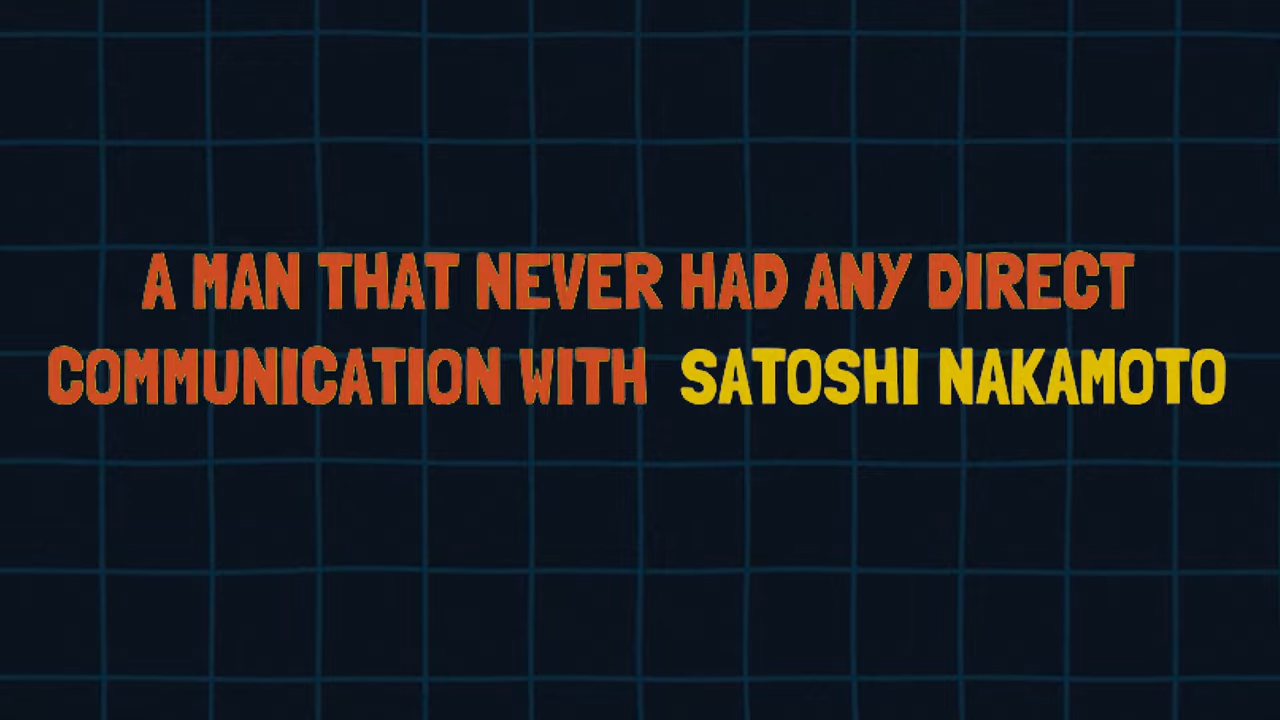 A MAN THAT NEVER HAD ANY DIRECT
COMMUNICATION WITH SATOSHI NAKAMOTO